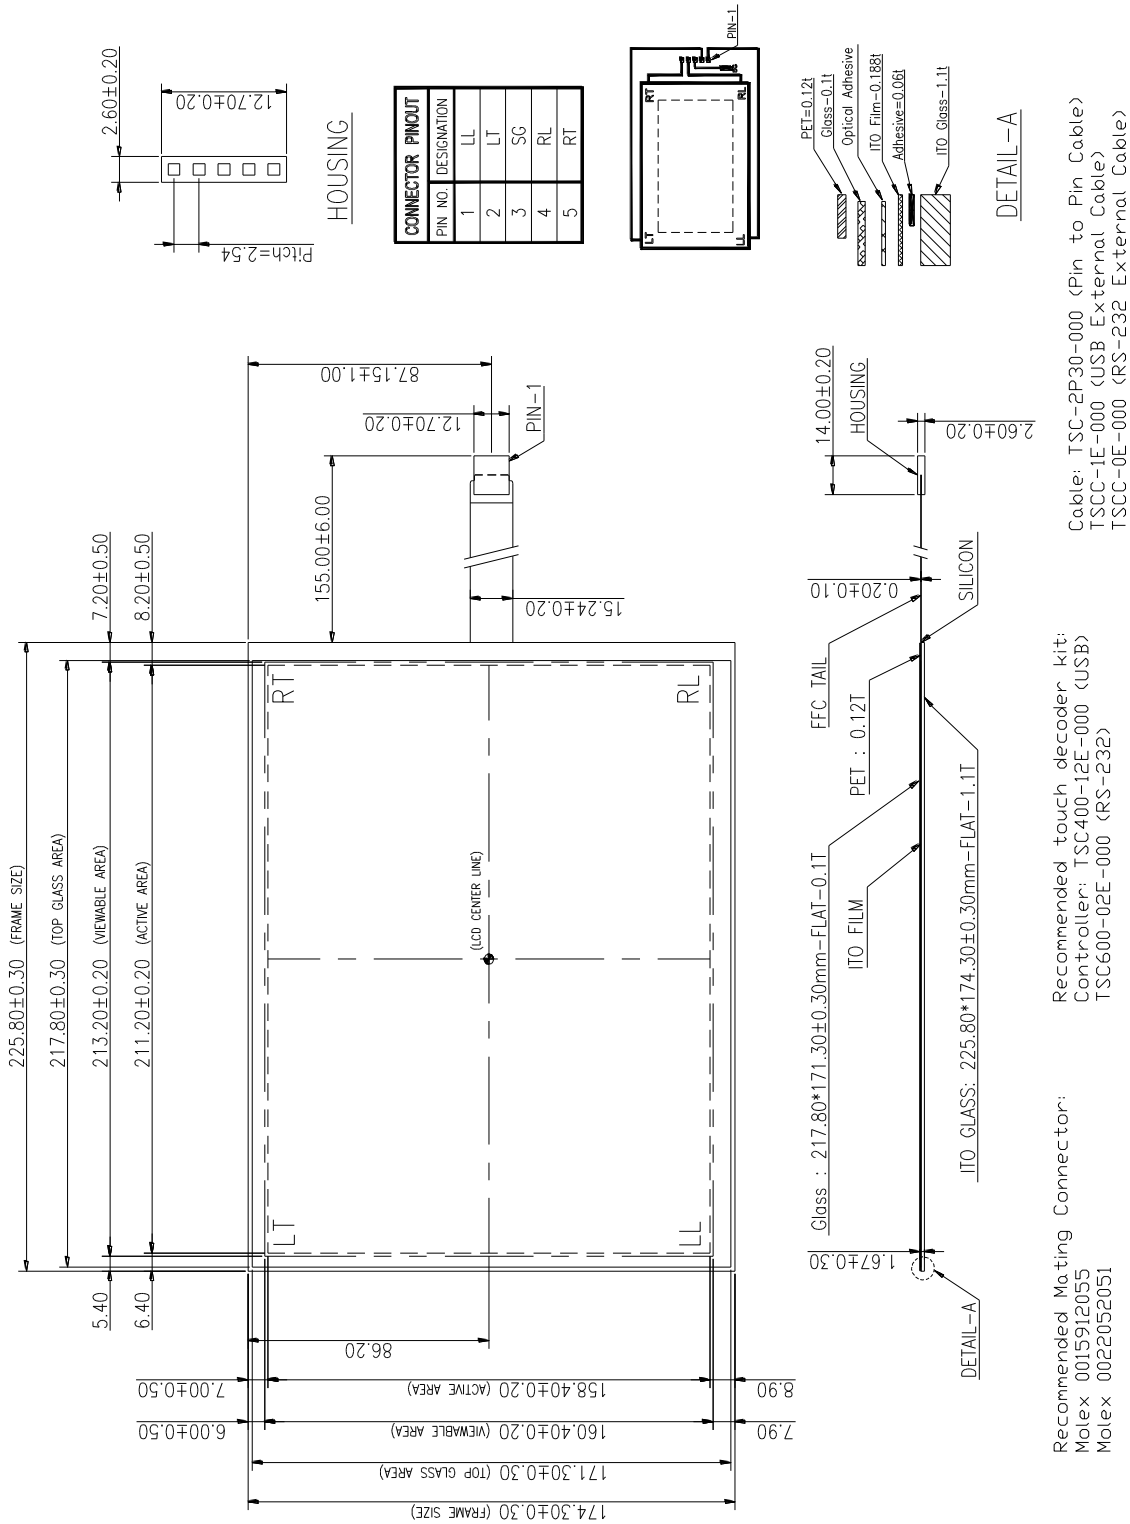 225.80±0.30 (FRAME SIZE)
217.80±0.30 (TOP GLASS AREA)
213.20±0.20 (VIEWABLE AREA)
211.20±0.20 (ACTIVE AREA)
5.40
6.40
7.20±0.50
8.20±0.50
155.00±6.00
87.15±1.00
12.70±0.20
15.24±0.20
PIN-1
LT
RT
LL
RL
(LCD CENTER LINE)
86.20
7.00±0.50
158.40±0.20 (ACTIVE AREA)
8.90
6.00±0.50
160.40±0.20 (VIEWABLE AREA)
7.90
171.30±0.30 (TOP GLASS AREA)
174.30±0.30 (FRAME SIZE)
2.60±0.20
12.70±0.20
Pitch=2.54
HOUSING
CONNECTOR PINOUT
PIN NO. DESIGNATION
1 LL
2 LT
3 SG
4 RL
5 RT
LT
RT
LL
RL
PIN-1
PET=0.12t
Glass-0.1t
Optical Adhesive
ITO Film-0.188t
Adhesive=0.06t
ITO Glass-1.1t
DETAIL-A
Glass : 217.80*171.30±0.30mm-FLAT-0.1T
ITO FILM
PET : 0.12T
FFC TAIL
0.20±0.10
14.00±0.20
HOUSING
2.60±0.20
SILICON
ITO GLASS: 225.80*174.30±0.30mm-FLAT-1.1T
1.67±0.30
DETAIL-A
Recommended Mating Connector:
Molex 0015912055
Molex 0022052051
Recommended touch decoder kit:
Controller: TSC400-12E-000 (USB)
TSC600-02E-000 (RS-232)
Cable: TSC-2P30-000 (Pin to Pin Cable)
TSCC-1E-000 (USB External Cable)
TSCC-0E-000 (RS-232 External Cable)